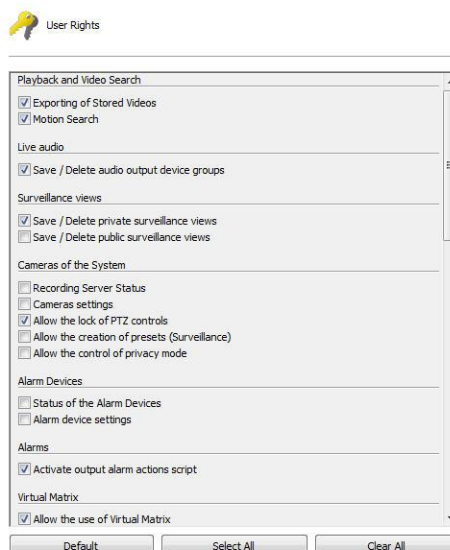 User Rights
Playback and Video Search
Exporting of Stored Videos
Motion Search
Live audio
Save / Delete audio output device groups
Surveillance views
Save / Delete private surveillance views
Save / Delete public surveillance views
Cameras of the System
Recording Server Status
Cameras settings
Allow the lock of PTZ controls
Allow the creation of presets (Surveillance)
Allow the control of privacy mode
Alarm Devices
Status of the Alarm Devices
Alarm device settings
Alarms
Activate output alarm actions script
Virtual Matrix
Allow the use of Virtual Matrix
Default Select All Clear All